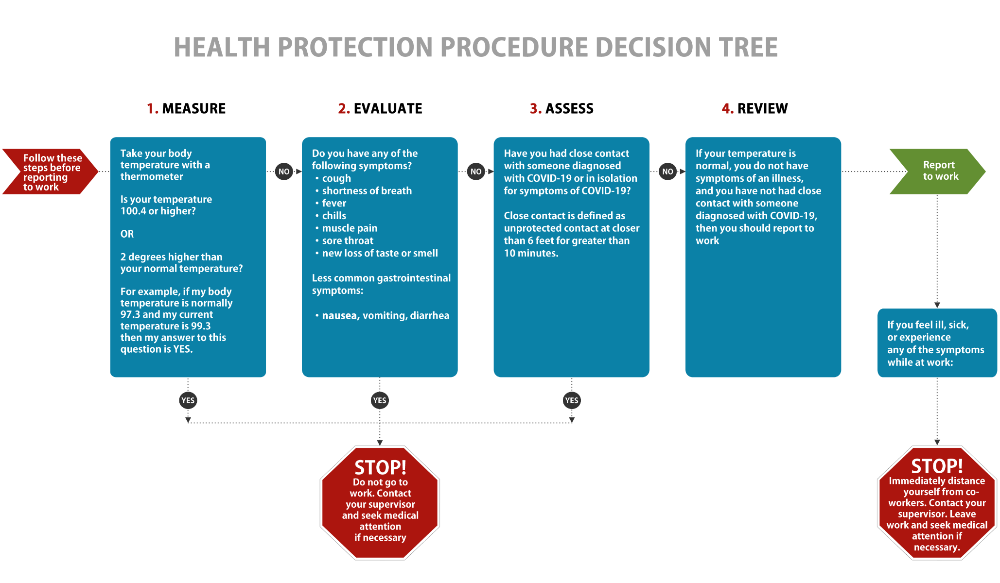 HEALTH PROTECTION PROCEDURE DECISION TREE
Follow these
steps before
reporting
to work
1. MEASURE
Take your body
temperature with a
thermometer
Is your temperature
100.4 or higher?
OR
2 degrees higher than
your normal temperature?
For example, if my body
temperature is normally
97.3 and my current
temperature is 99.3
then my answer to this
question is YES.
NO
YES
2. EVALUATE
Do you have any of the
following symptoms?
• cough
• shortness of breath
• fever
• chills
• muscle pain
• sore throat
• new loss of taste or smell
Less common gastrointestinal
symptoms:
• nausea, vomiting, diarrhea
NO
YES
3. ASSESS
Have you had close contact
with someone diagnosed
with COVID-19 or in isolation
for symptoms of COVID-19?
Close contact is defined as
unprotected contact at closer
than 6 feet for greater than
10 minutes.
NO
YES
4. REVIEW
If your temperature is
normal, you do not have
symptoms of an illness,
and you have not had close
contact with someone
diagnosed with COVID-19,
then you should report to
work
Report
to work
If you feel ill, sick,
or experience
any of the symptoms
while at work:
STOP!
Do not go to
work. Contact
your supervisor
and seek medical
attention
if necessary
STOP!
Immediately distance
yourself from co-
workers. Contact your
supervisor. Leave
work and seek medical
attention if
necessary.